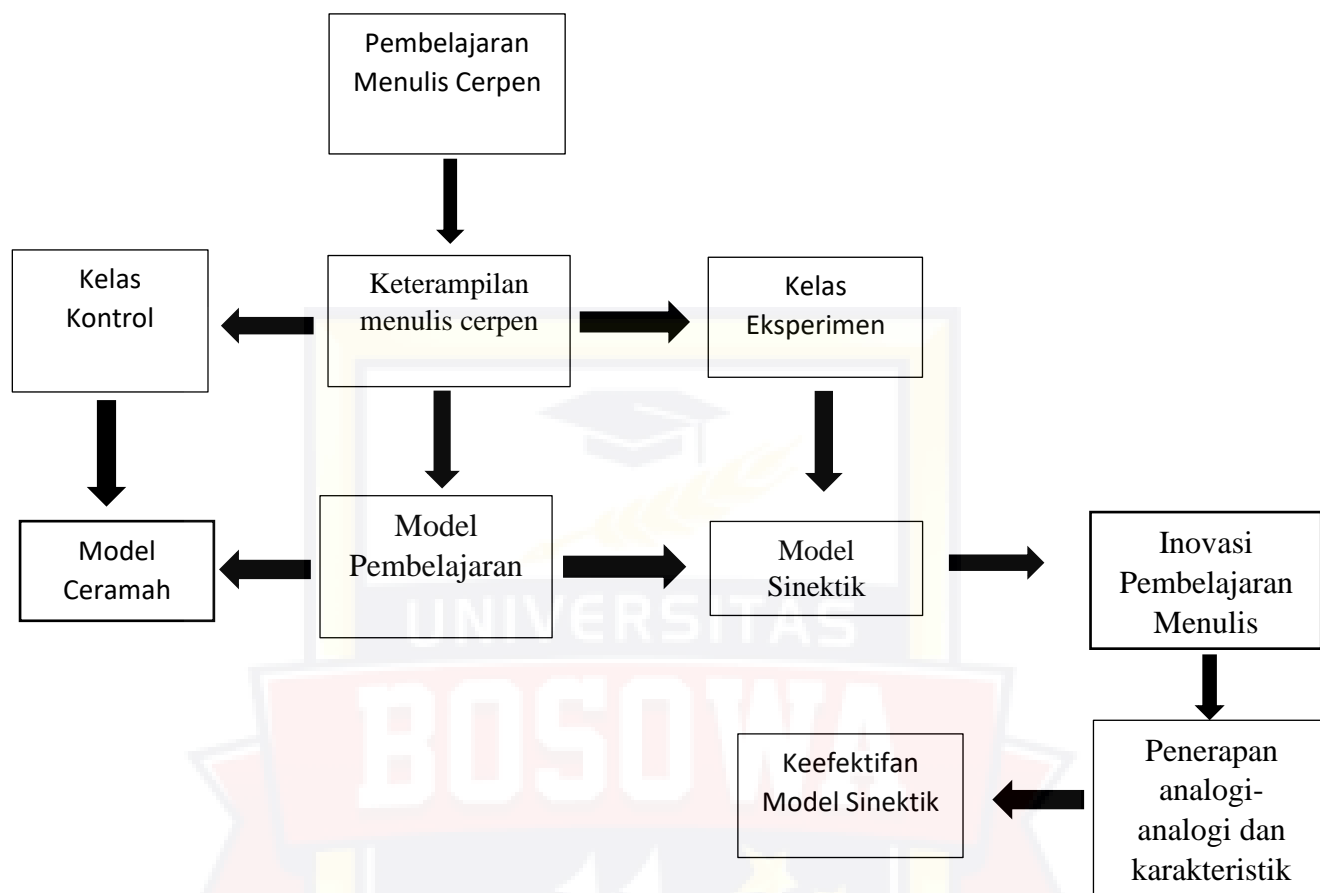 Pembelajaran
Menulis Cerpen
Kelas
Kontrol
Keterampilan
menulis cerpen
Kelas
Eksperimen
Model
Ceramah
Model
Pembelajaran
Model
Sinektik
Inovasi
Pembelajaran
Menulis
UNIVERSITAS
BOSOWA
Keefektifan
Model Sinektik
Penerapan
analogi-
analogi dan
karakteristik